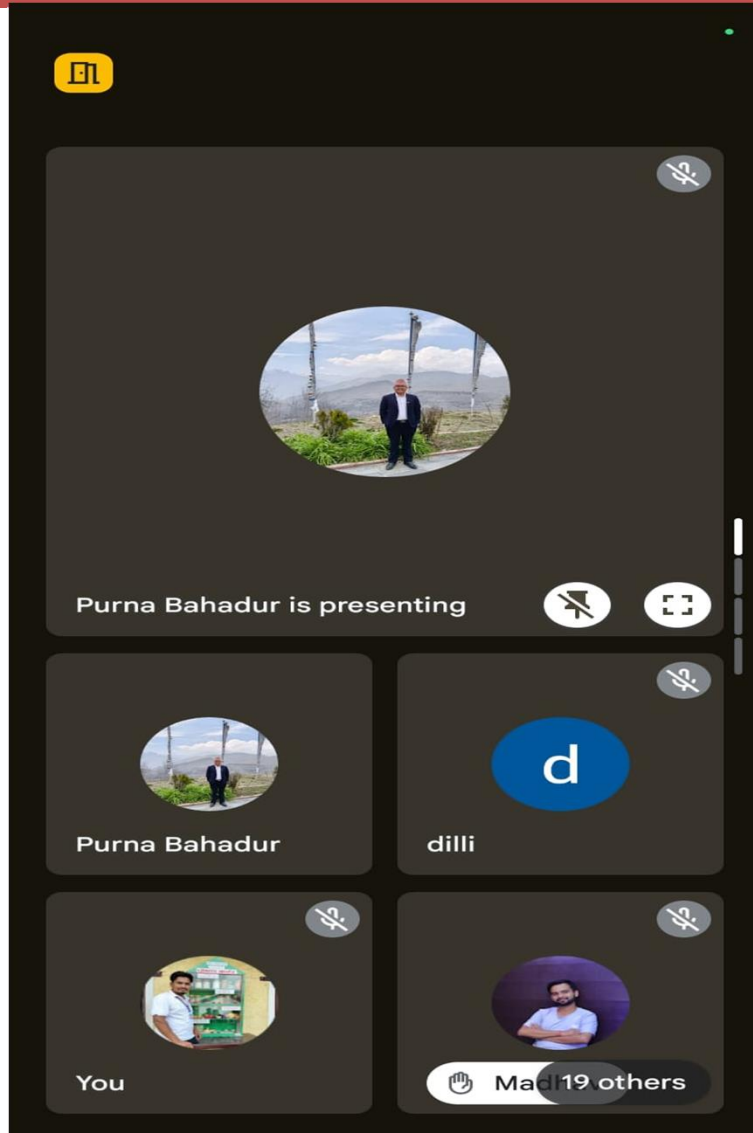 Purna Bahadur is presenting
Purna Bahadur
d
dilli
You
19 others